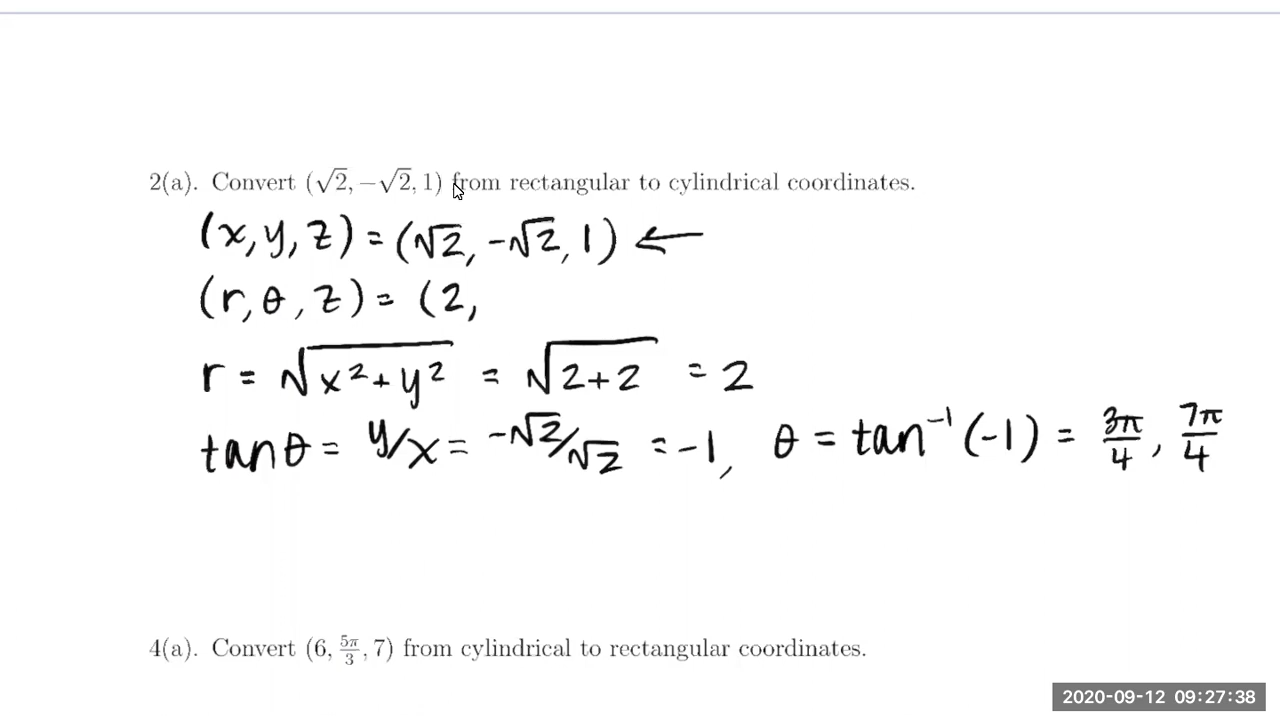 2(a). Convert (√2, −√2, 1) from rectangular to cylindrical coordinates.
(x, y, z) = (√2, -√2, 1) ←
(r, θ, z) = (2,
r = √(x²+y²) = √(2+2) = 2
tanθ = y/x = -√2/√2 = -1, θ = tan⁻¹(-1) = 3π/4, 7π/4
4(a). Convert (6, 5π/3, 7) from cylindrical to rectangular coordinates.
2020-09-12 09:27:38